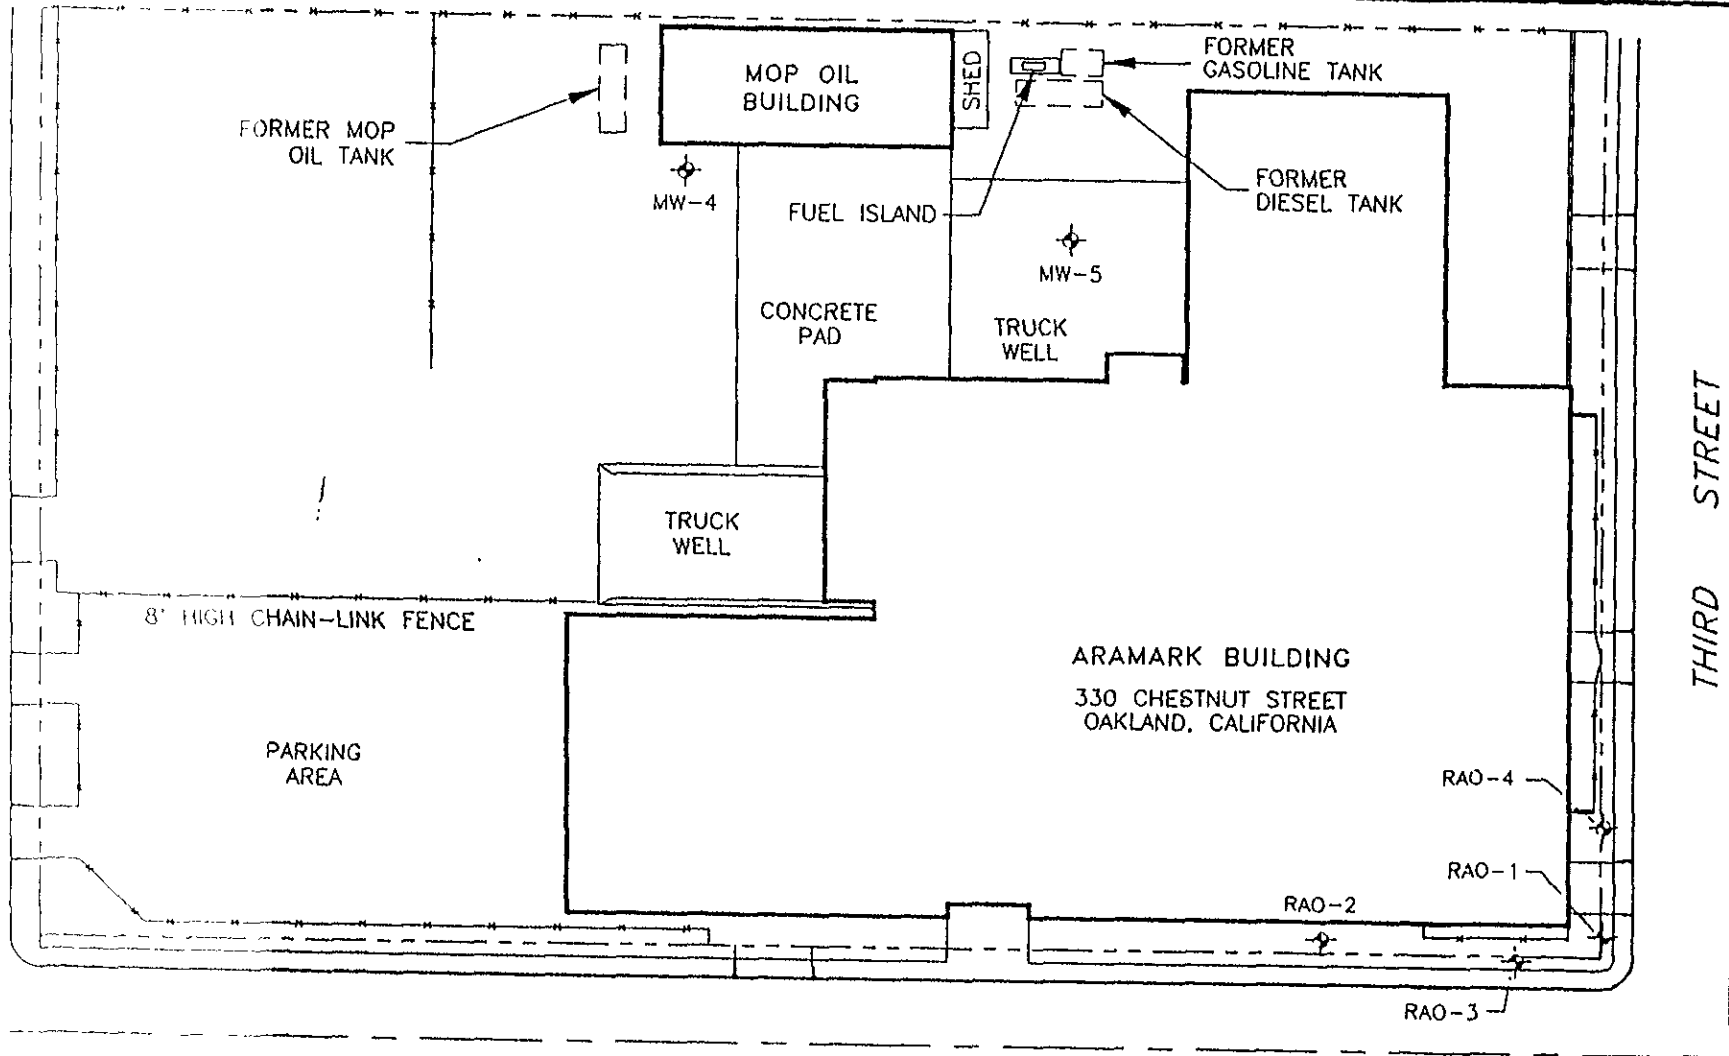 FORMER
GASOLINE TANK
MOP OIL
BUILDING
SHED
FORMER MOP
OIL TANK
FORMER
DIESEL TANK
MW-4
FUEL ISLAND
MW-5
CONCRETE
PAD
TRUCK
WELL
THIRD STREET
TRUCK
WELL
8' HIGH CHAIN-LINK FENCE
ARAMARK BUILDING
330 CHESTNUT STREET
OAKLAND, CALIFORNIA
PARKING
AREA
RAO-4
RAO-1
RAO-2
RAO-3